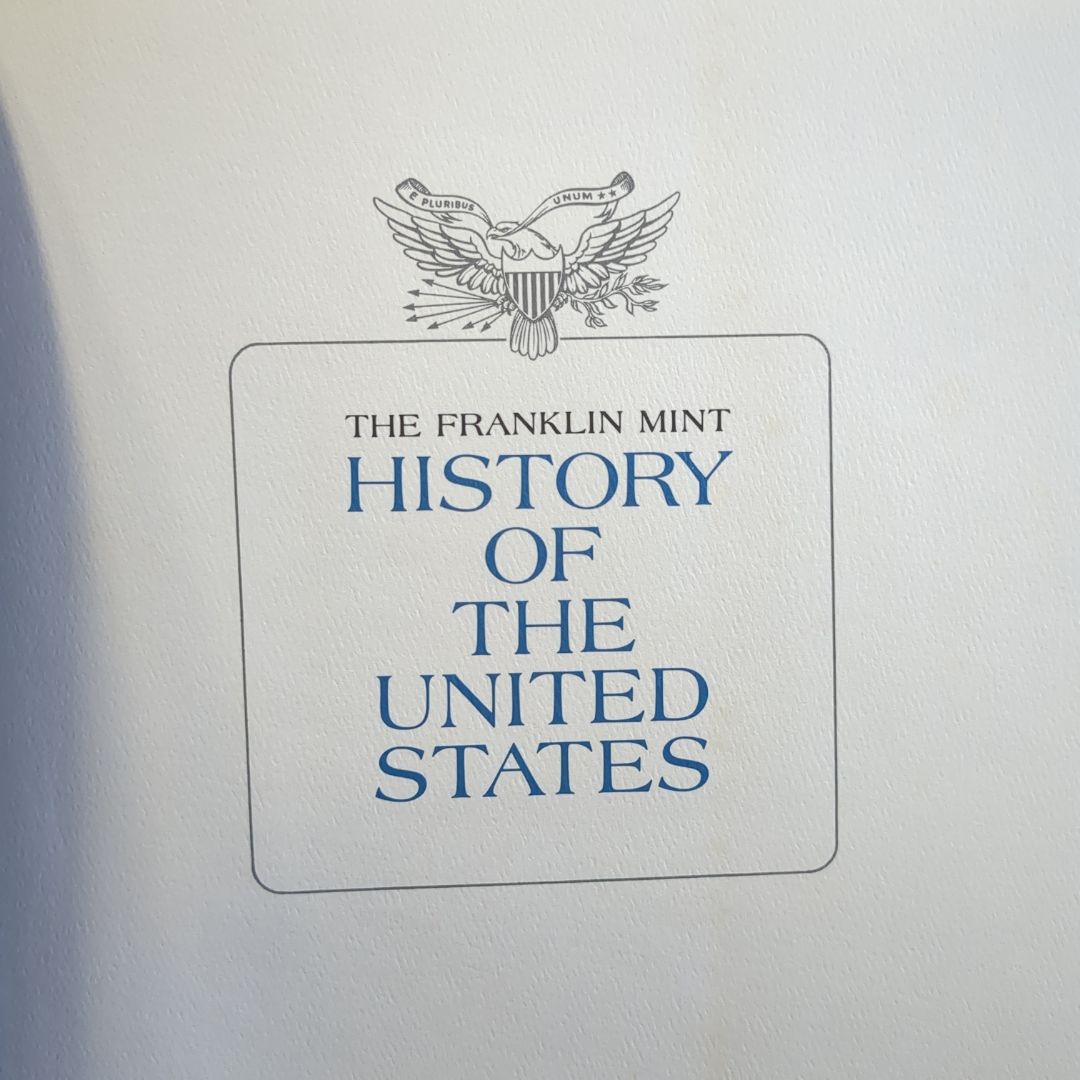 E PLURIBUS UNUM ★★
THE FRANKLIN MINT
HISTORY
OF
THE
UNITED
STATES